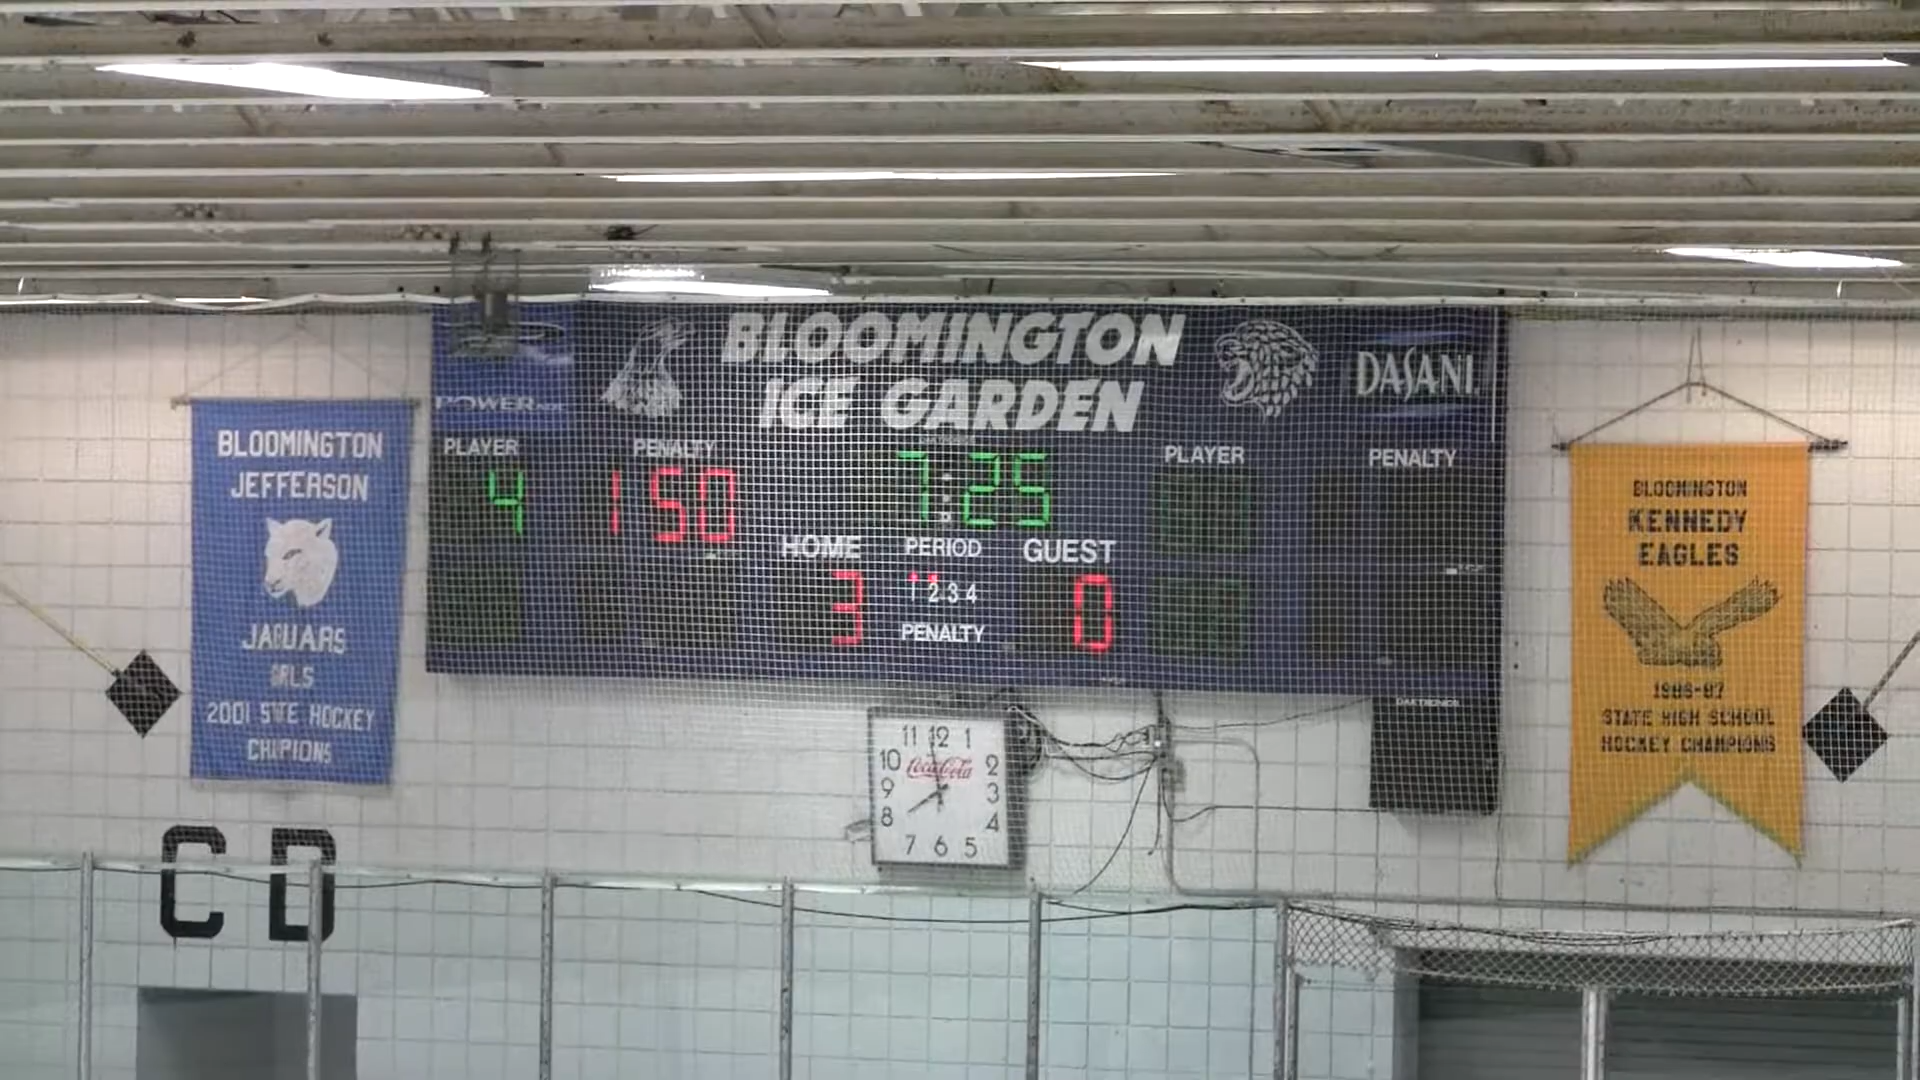 BLOOMINGTON
ICE GARDEN
POWERADE
DASANI
PLAYER
PENALTY
PLAYER
PENALTY
4
1 50
7:25
HOME
PERIOD
GUEST
3
1 2 3 4
0
PENALTY
BLOOMINGTON
JEFFERSON
JAGUARS
GIRLS
2001 STATE HOCKEY
CHAMPIONS
BLOOMINGTON
KENNEDY
EAGLES
1986-87
STATE HIGH SCHOOL
HOCKEY CHAMPIONS
DAKTRONICS
11 12 1
10 Coca-Cola 2
9 3
8 4
7 6 5
C D